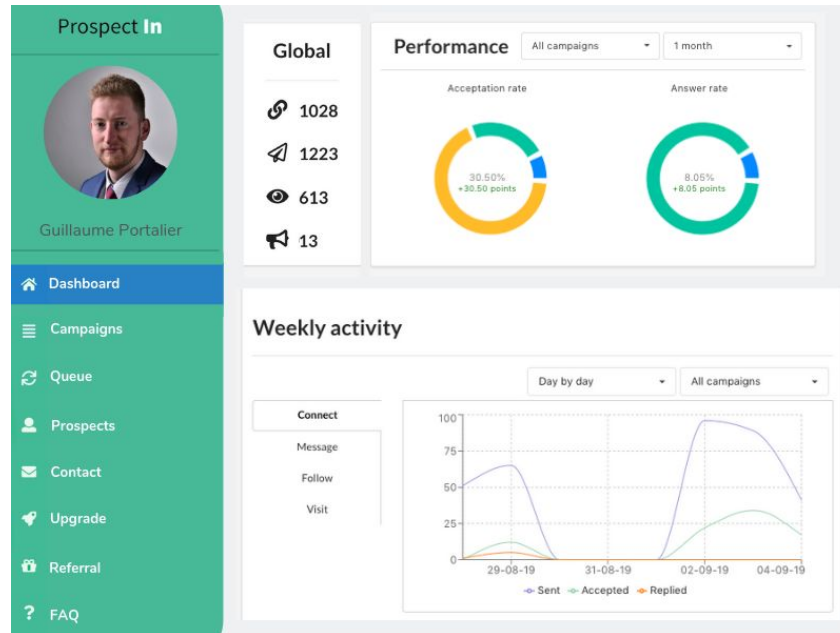 Prospect In
Guillaume Portalier
Dashboard
Campaigns
Queue
Prospects
Contact
Upgrade
Referral
? FAQ
Global
1028
1223
613
13
Performance
All campaigns
1 month
Acceptation rate
Answer rate
30.50%
+30.50 points
8.05%
+8.05 points
Weekly activity
Day by day
All campaigns
Connect
Message
Follow
Visit
100
75
50
25
0
29-08-19 31-08-19 02-09-19 04-09-19
Sent Accepted Replied